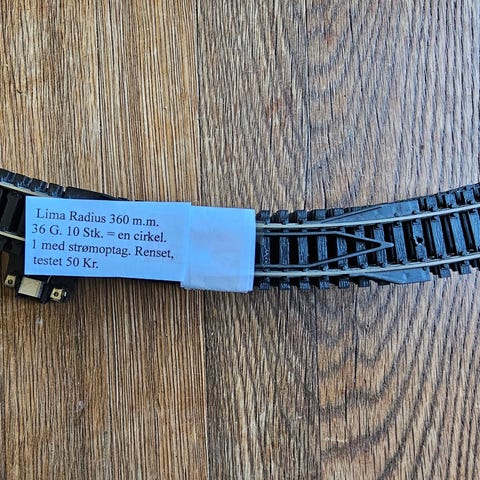 Lima Radius 360 m.m.
36 G. 10 Stk. = en cirkel.
1 med strømoptag. Renset,
testet 50 Kr.